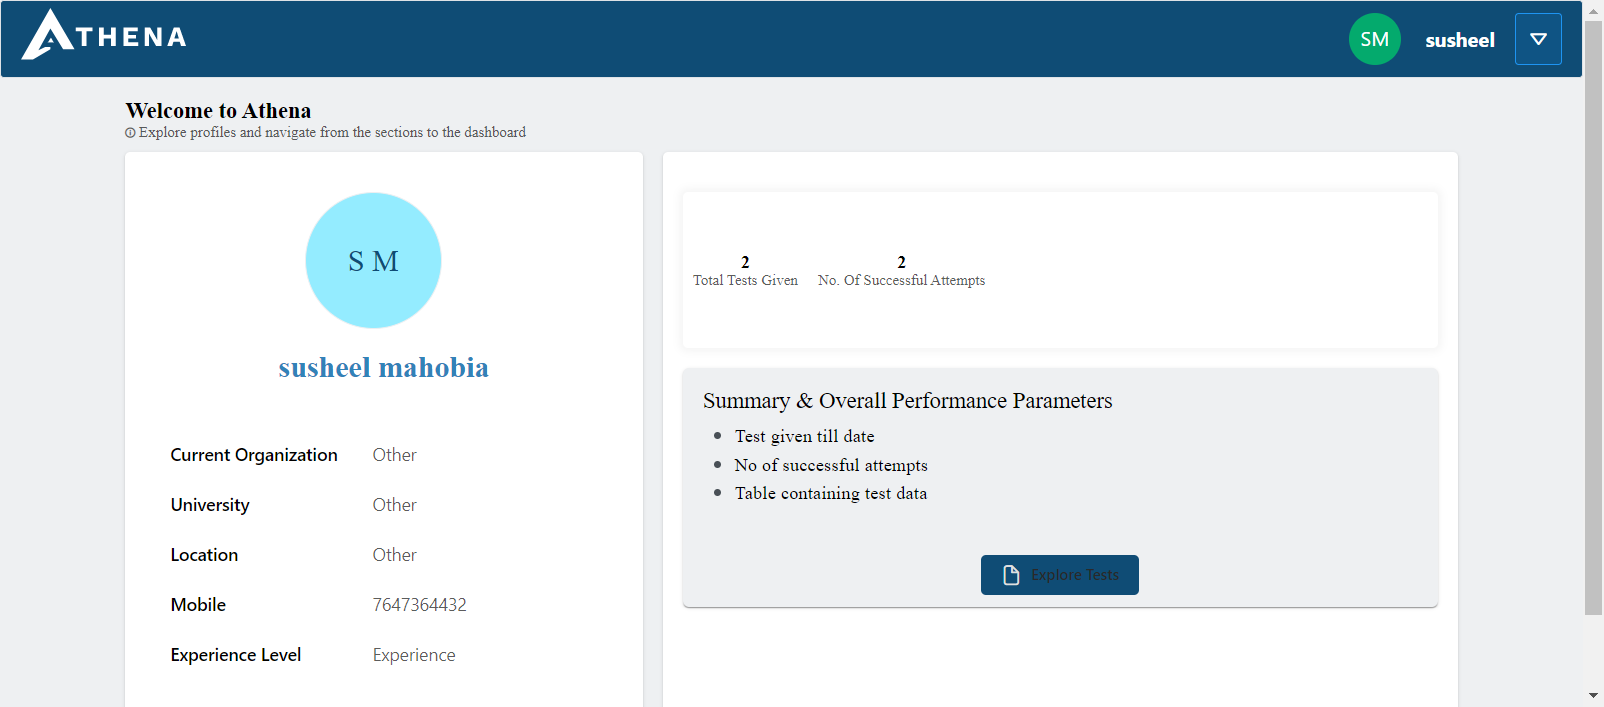 ATHENA
SM
susheel
Welcome to Athena
Explore profiles and navigate from the sections to the dashboard
S M
susheel mahobia
Current Organization Other
University Other
Location Other
Mobile 7647364432
Experience Level Experience
2
Total Tests Given
2
No. Of Successful Attempts
Summary & Overall Performance Parameters
Test given till date
No of successful attempts
Table containing test data
Explore Tests